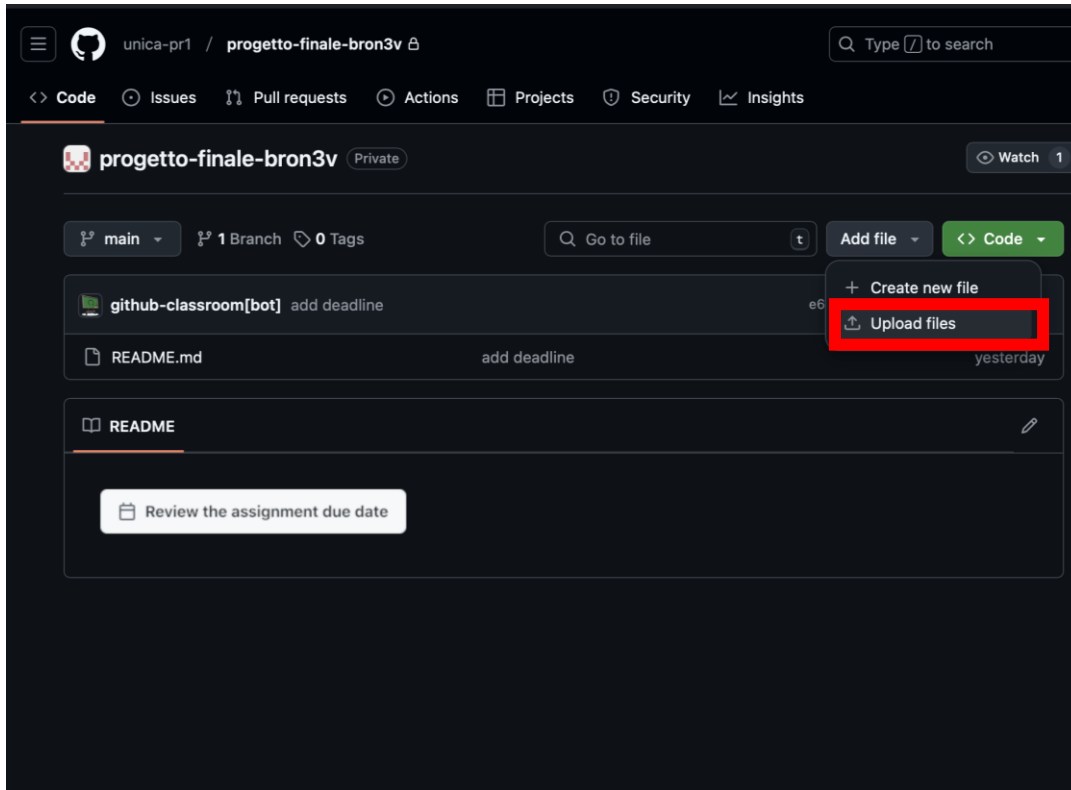 unica-pr1 / progetto-finale-bron3v
Type / to search
<> Code Issues Pull requests Actions Projects Security Insights
progetto-finale-bron3v Private
Watch 1
main 1 Branch 0 Tags
Go to file t
Add file
<> Code
github-classroom[bot] add deadline e6
Create new file
Upload files
README.md add deadline yesterday
README
Review the assignment due date